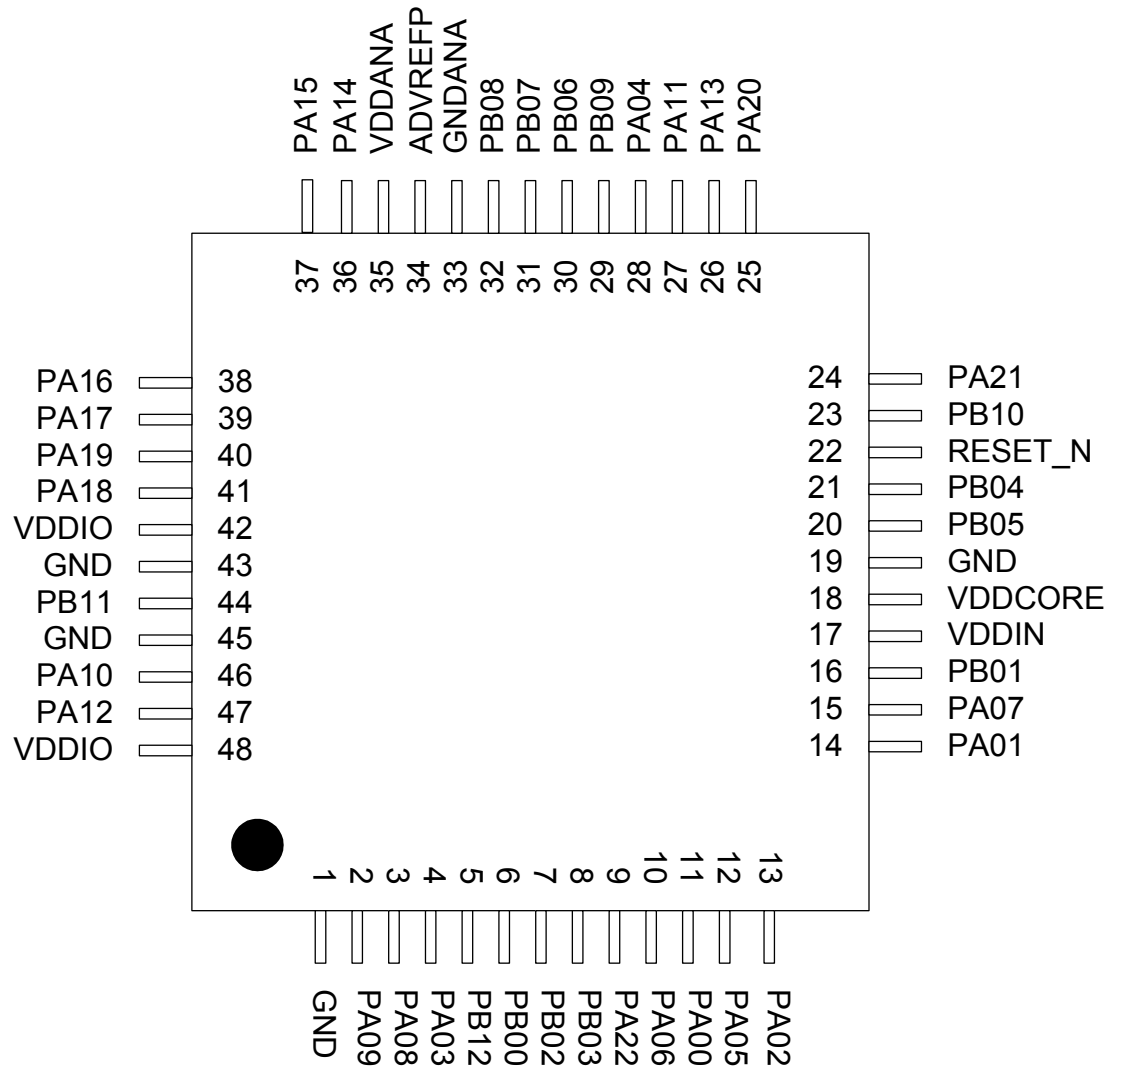 PA15
PA14
VDDANA
ADVREFP
GNDANA
PB08
PB07
PB06
PB09
PA04
PA11
PA13
PA20
37
36
35
34
33
32
31
30
29
28
27
26
25
PA16 38
PA17 39
PA19 40
PA18 41
VDDIO 42
GND 43
PB11 44
GND 45
PA10 46
PA12 47
VDDIO 48
24 PA21
23 PB10
22 RESET_N
21 PB04
20 PB05
19 GND
18 VDDCORE
17 VDDIN
16 PB01
15 PA07
14 PA01
1
2
3
4
5
6
7
8
9
10
11
12
13
GND
PA09
PA08
PA03
PB12
PB00
PB02
PB03
PA22
PA06
PA00
PA05
PA02